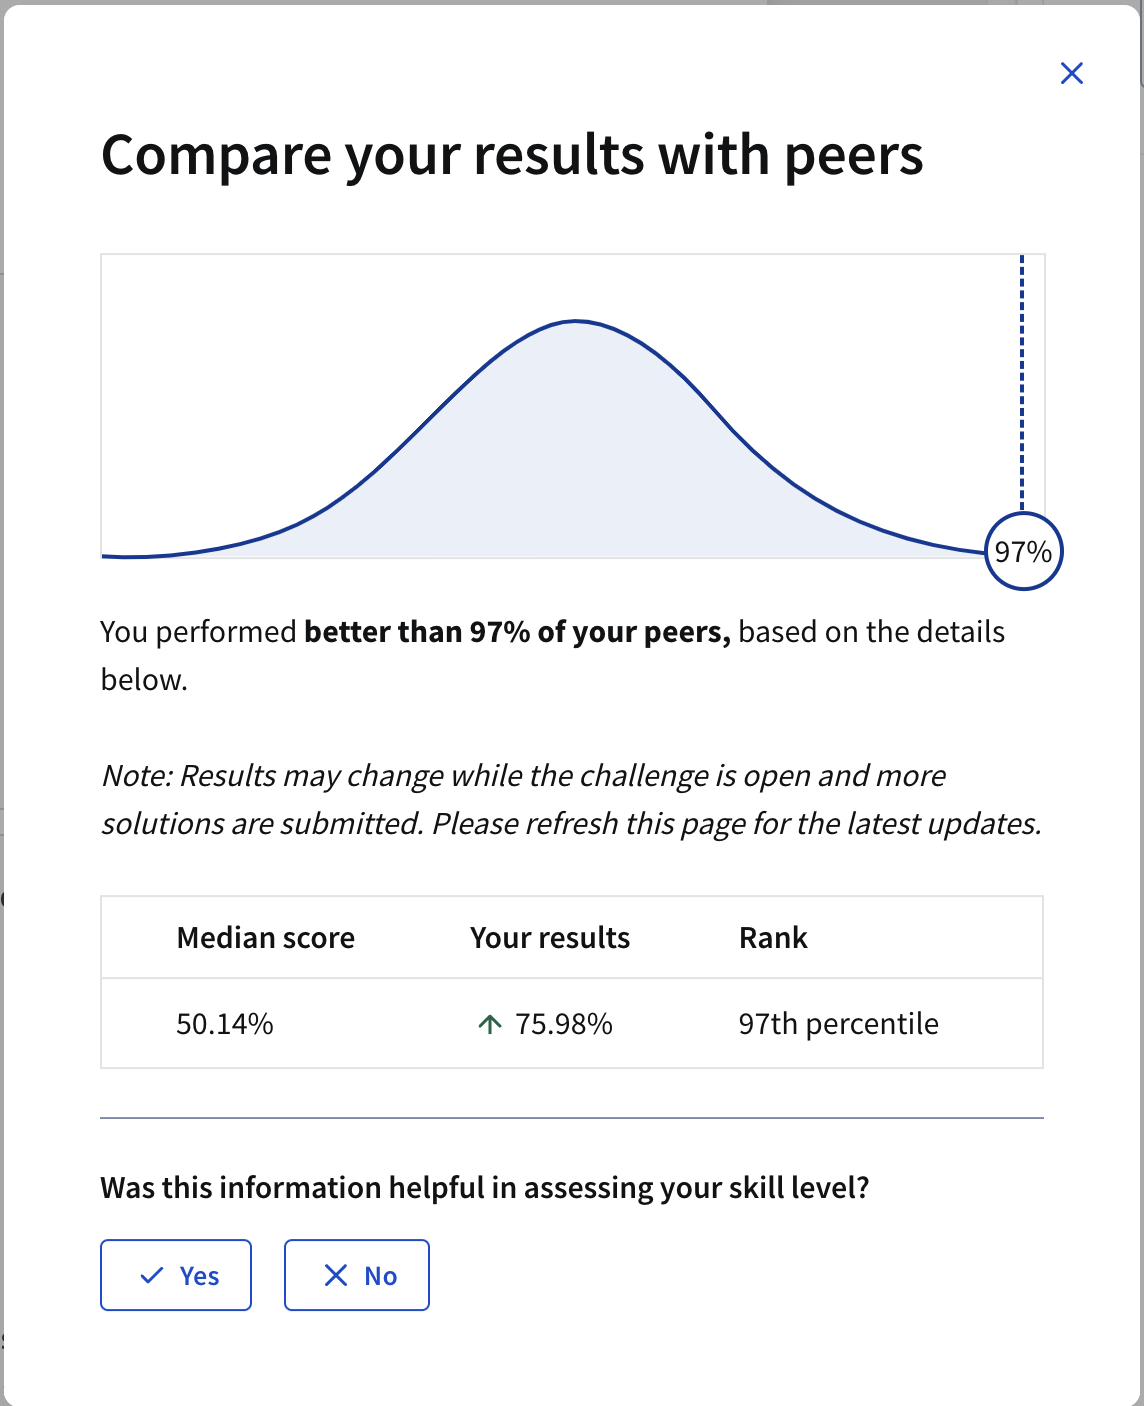 Compare your results with peers
97%
You performed better than 97% of your peers, based on the details
below.
Note: Results may change while the challenge is open and more
solutions are submitted. Please refresh this page for the latest updates.
Median score Your results Rank
50.14% 75.98% 97th percentile
Was this information helpful in assessing your skill level?
Yes No